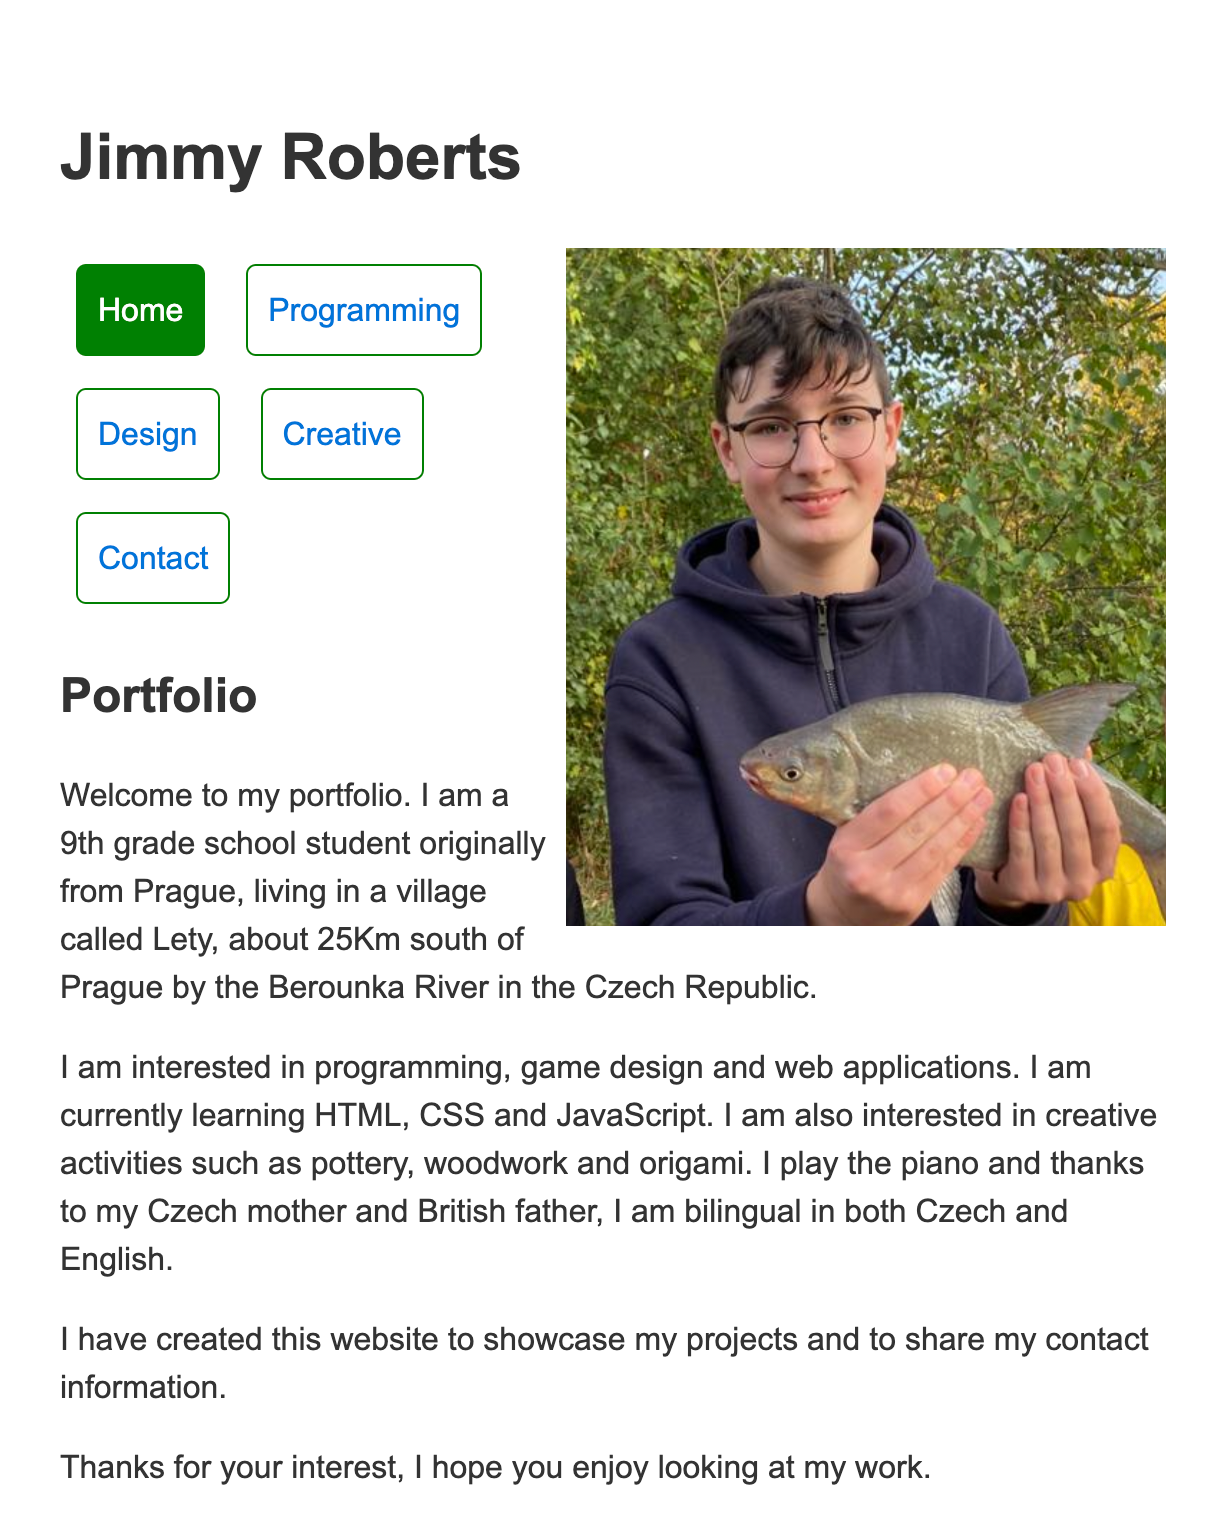 Jimmy Roberts
Home
Programming
Design
Creative
Contact
Portfolio
Welcome to my portfolio. I am a
9th grade school student originally
from Prague, living in a village
called Lety, about 25Km south of
Prague by the Berounka River in the Czech Republic.
I am interested in programming, game design and web applications. I am
currently learning HTML, CSS and JavaScript. I am also interested in creative
activities such as pottery, woodwork and origami. I play the piano and thanks
to my Czech mother and British father, I am bilingual in both Czech and
English.
I have created this website to showcase my projects and to share my contact
information.
Thanks for your interest, I hope you enjoy looking at my work.